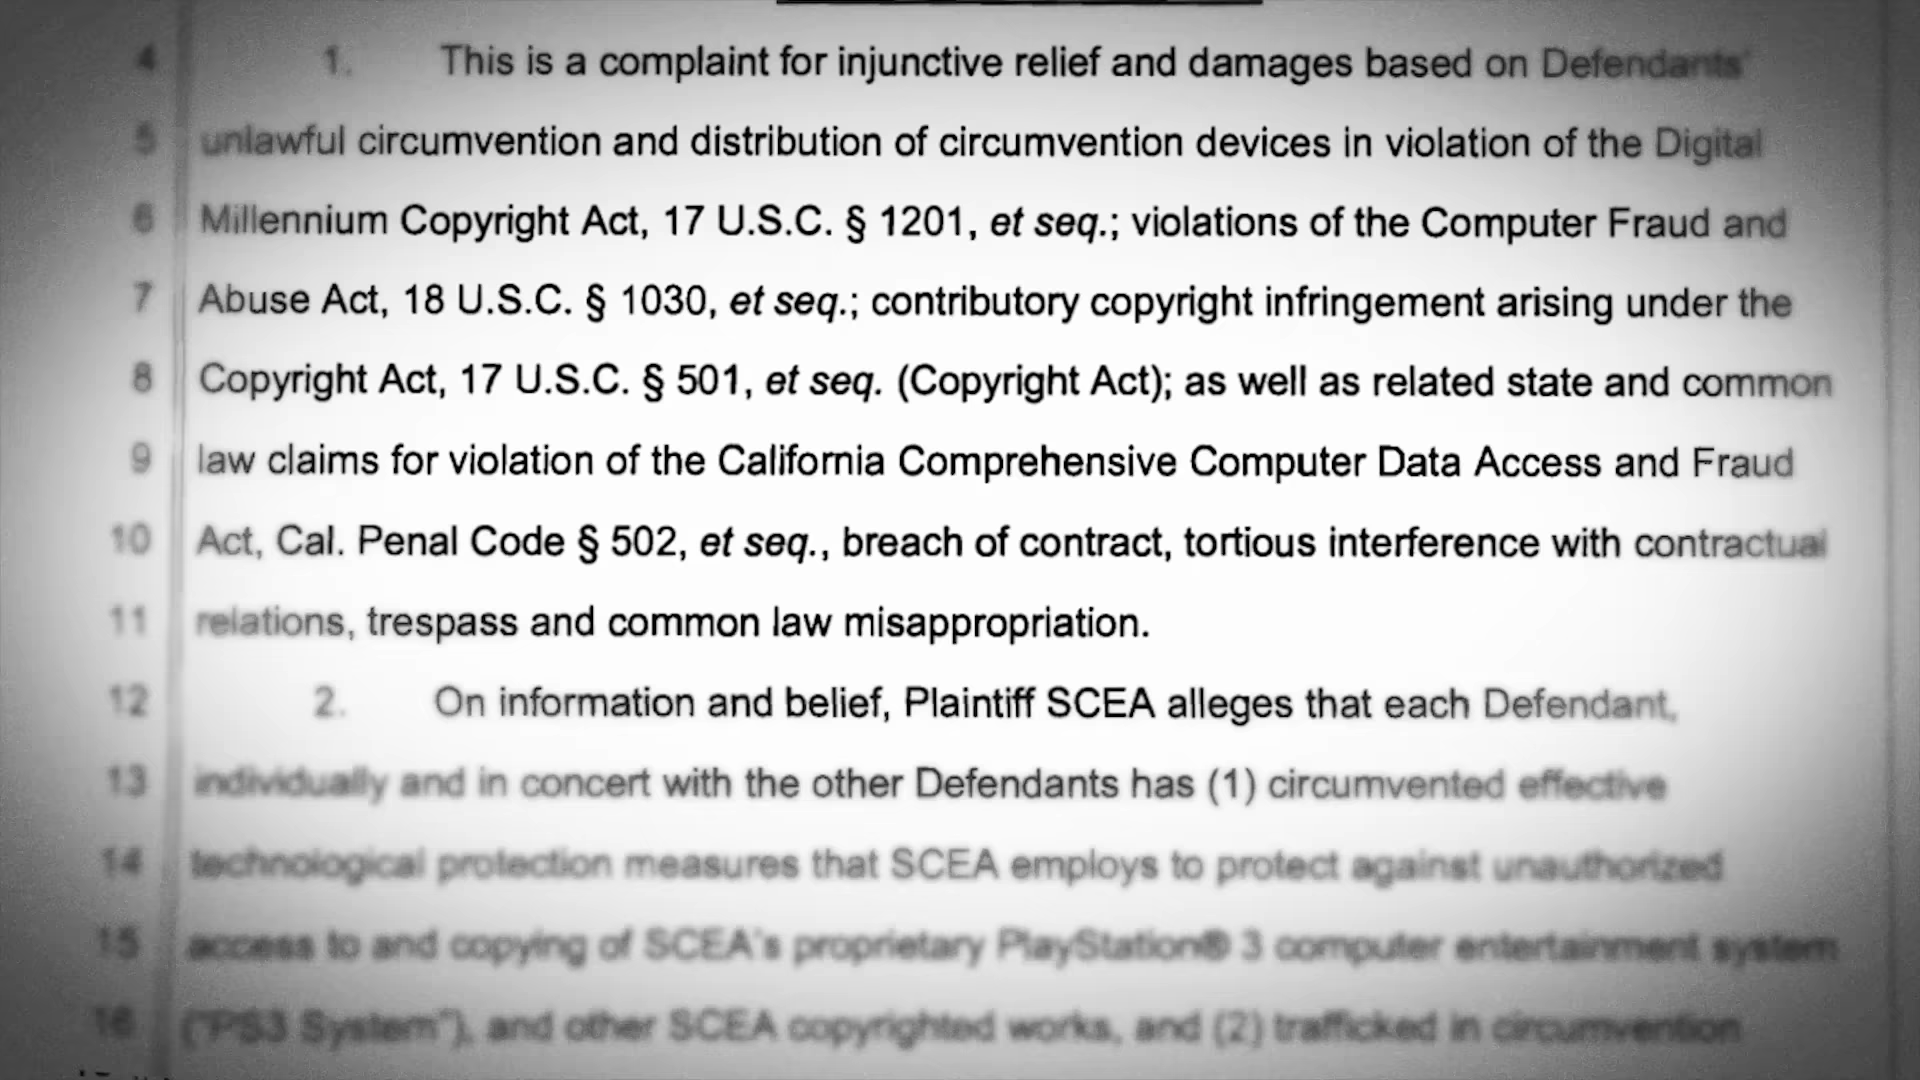 4 1. This is a complaint for injunctive relief and damages based on Defendants'
5 unlawful circumvention and distribution of circumvention devices in violation of the Digital
6 Millennium Copyright Act, 17 U.S.C. § 1201, et seq.; violations of the Computer Fraud and
7 Abuse Act, 18 U.S.C. § 1030, et seq.; contributory copyright infringement arising under the
8 Copyright Act, 17 U.S.C. § 501, et seq. (Copyright Act); as well as related state and common
9 law claims for violation of the California Comprehensive Computer Data Access and Fraud
10 Act, Cal. Penal Code § 502, et seq., breach of contract, tortious interference with contractual
11 relations, trespass and common law misappropriation.
12 2. On information and belief, Plaintiff SCEA alleges that each Defendant,
13 individually and in concert with the other Defendants has (1) circumvented effective
14 technological protection measures that SCEA employs to protect against unauthorized
15 access to and copying of SCEA's proprietary PlayStation® 3 computer entertainment system
16 ("PS3 System"), and other SCEA copyrighted works, and (2) trafficked in circumvention